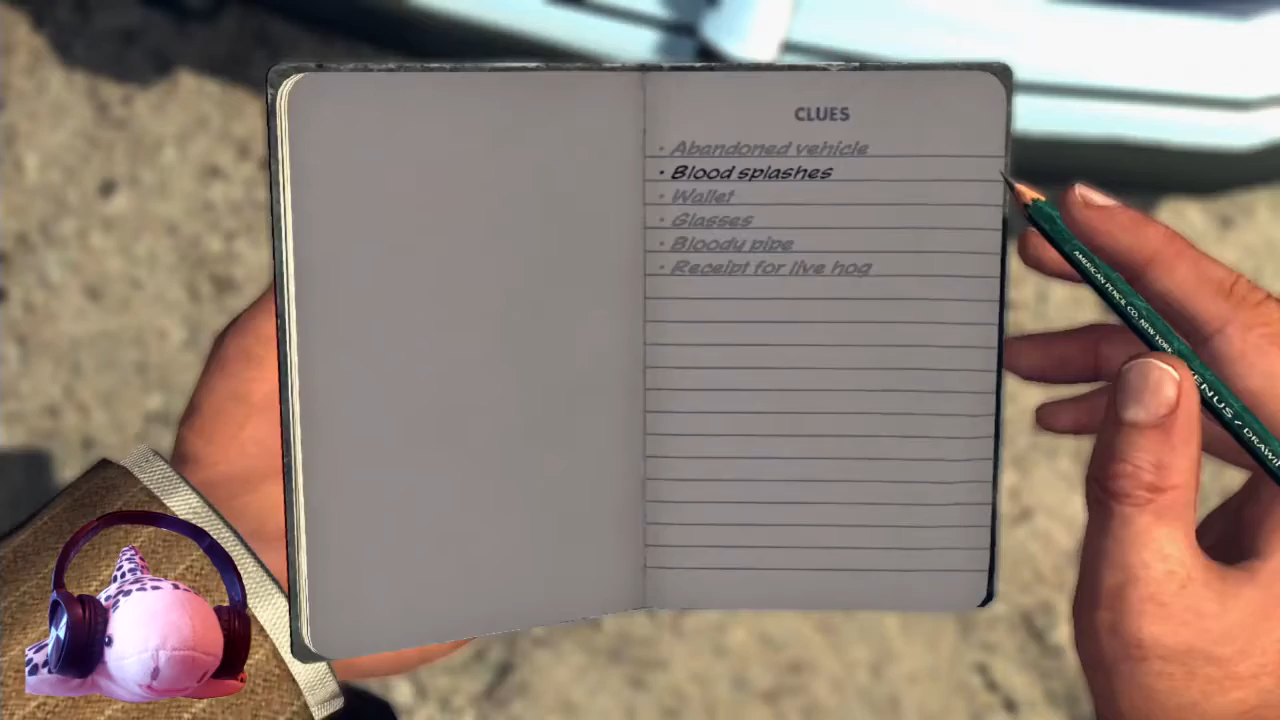 CLUES
· Abandoned vehicle
· Blood splashes
· Wallet
· Glasses
· Bloody pipe
· Receipt for live hog
AMERICAN PENCIL CO. NEW YORK
VENUS / DRAWI